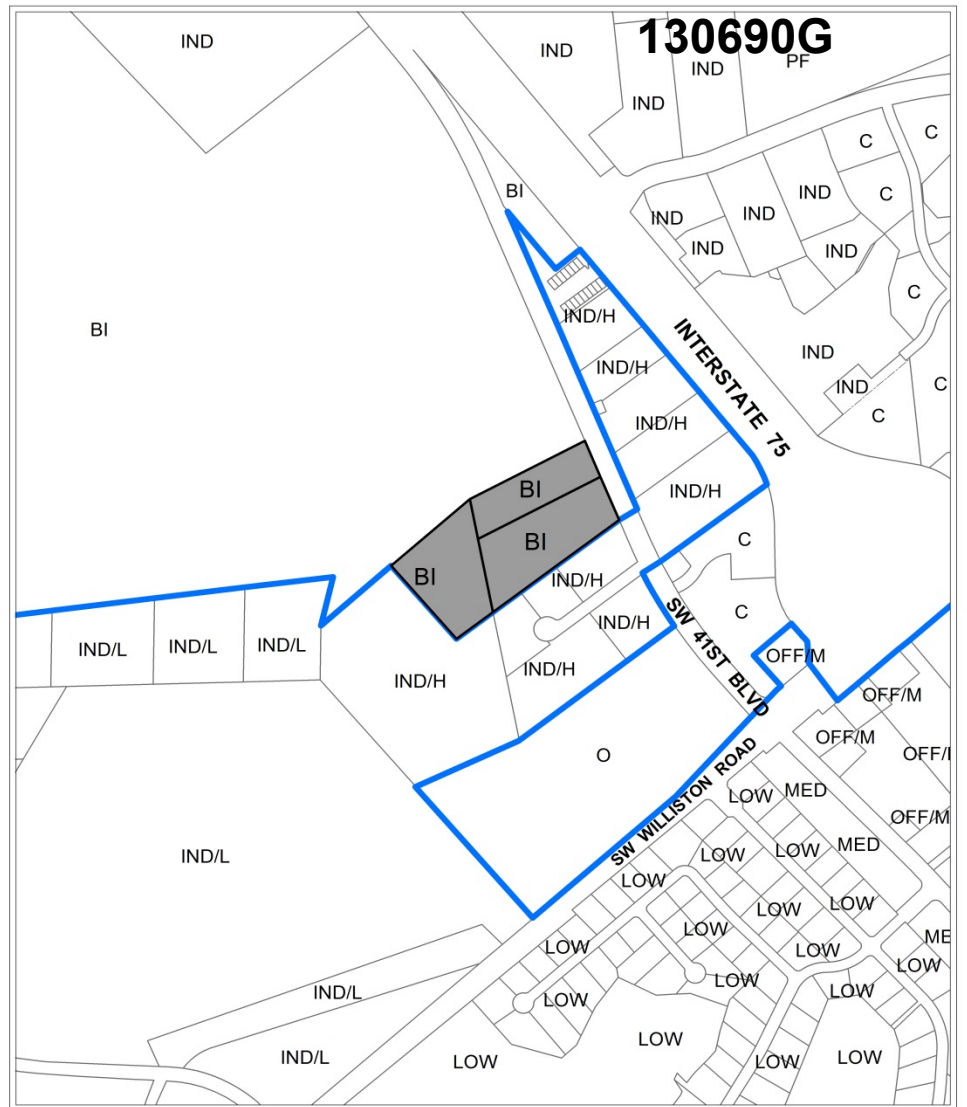 130690G
IND
IND
IND
PF
IND
C
C
BI
IND
IND
C
IND
IND
IND
IND
C
IND/H
BI
IND
INTERSTATE 75
IND/H
IND
C
C
IND/H
BI
IND/H
BI
C
BI
IND/H
C
SW 41ST BLVD
IND/H
IND/L
IND/L
IND/L
OFF/M
IND/H
IND/H
OFF/M
OFF/M
O
OFF/
SW WILLISTON ROAD
LOW
MED
OFF/M
IND/L
LOW
LOW
MED
LOW
LOW
LOW
LOW
LOW
ME
LOW
LOW
LOW
LOW
IND/L
LOW
LOW
IND/L
LOW
LOW
LOW
LOW